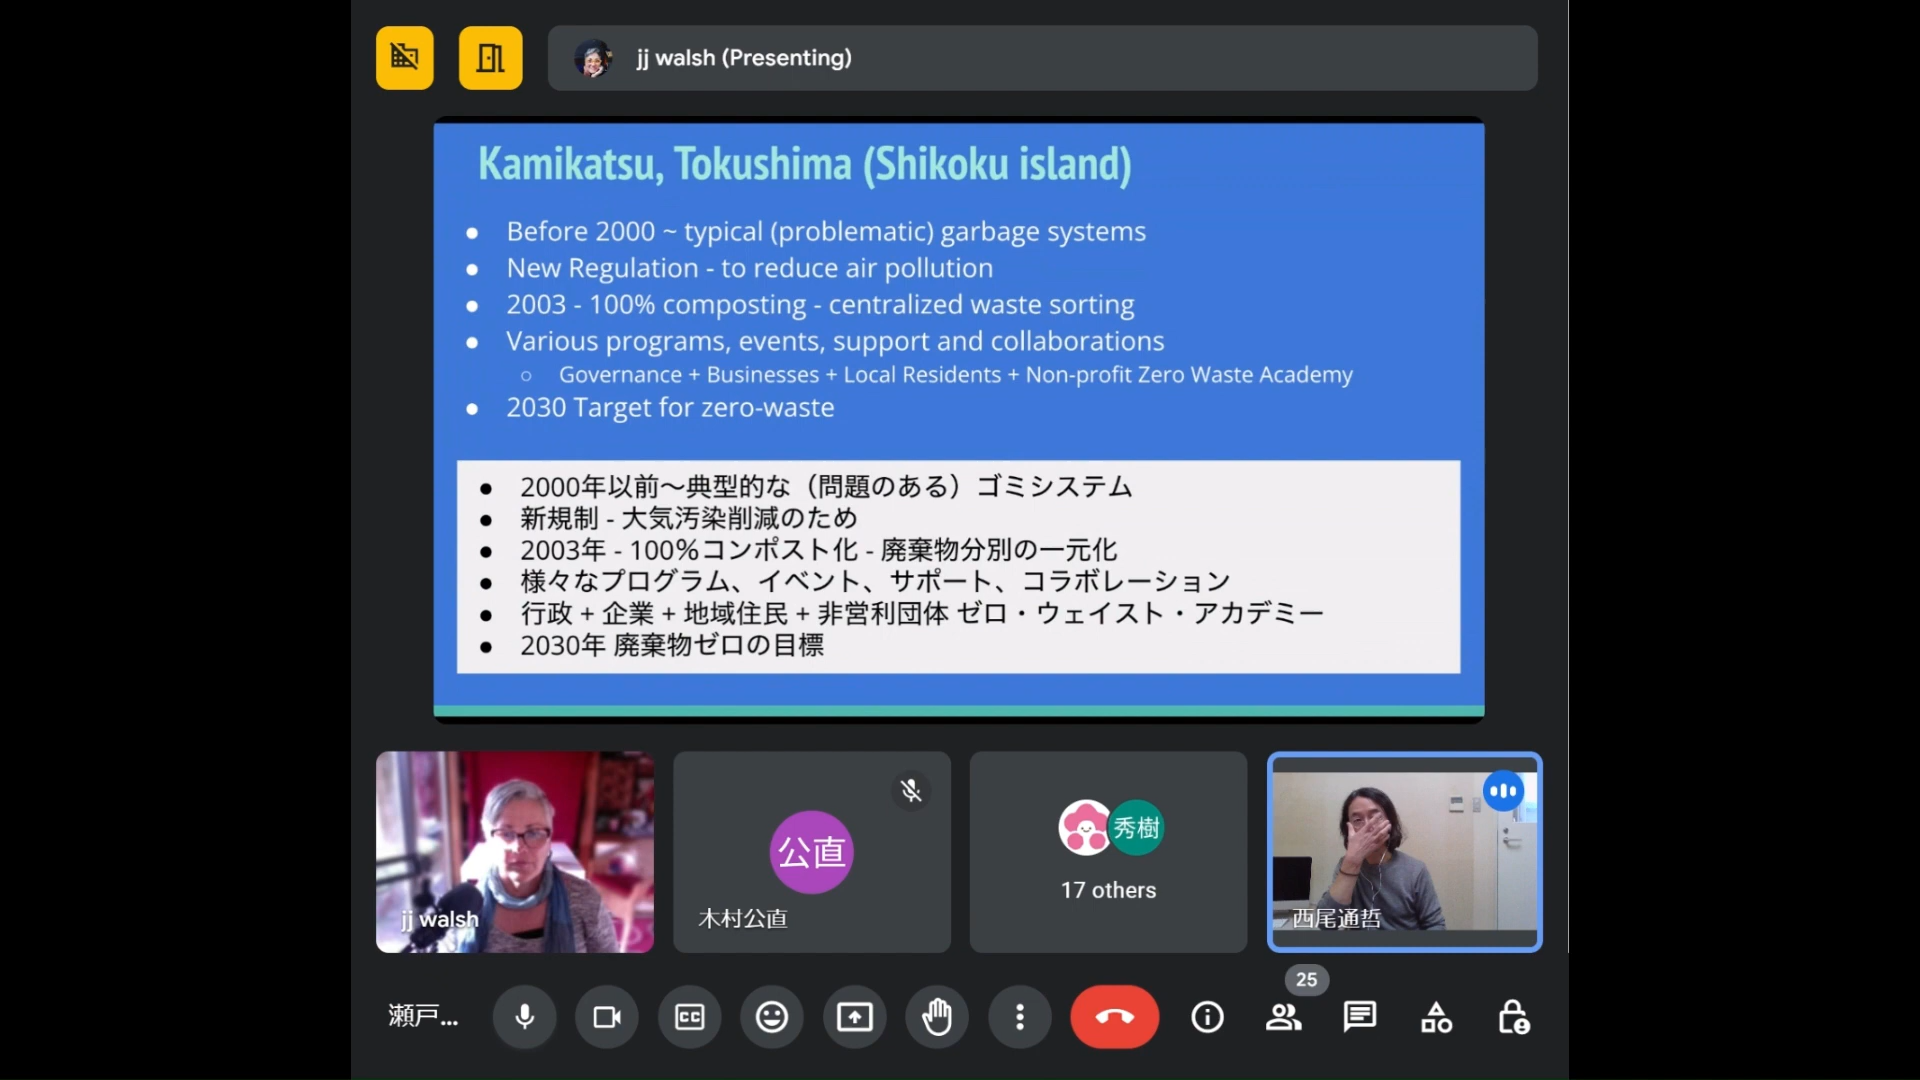 jj walsh (Presenting)
Kamikatsu, Tokushima (Shikoku island)
● Before 2000 ~ typical (problematic) garbage systems
● New Regulation - to reduce air pollution
● 2003 - 100% composting - centralized waste sorting
● Various programs, events, support and collaborations
○ Governance + Businesses + Local Residents + Non-profit Zero Waste Academy
● 2030 Target for zero-waste
● 2000年以前～典型的な（問題のある）ゴミシステム
● 新規制 - 大気汚染削減のため
● 2003年 - 100％コンポスト化 - 廃棄物分別の一元化
● 様々なプログラム、イベント、サポート、コラボレーション
● 行政 + 企業 + 地域住民 + 非営利団体 ゼロ・ウェイスト・アカデミー
● 2030年 廃棄物ゼロの目標
jj walsh
公直
木村公直
秀樹
17 others
西尾通哲
25
瀬戸...
CC